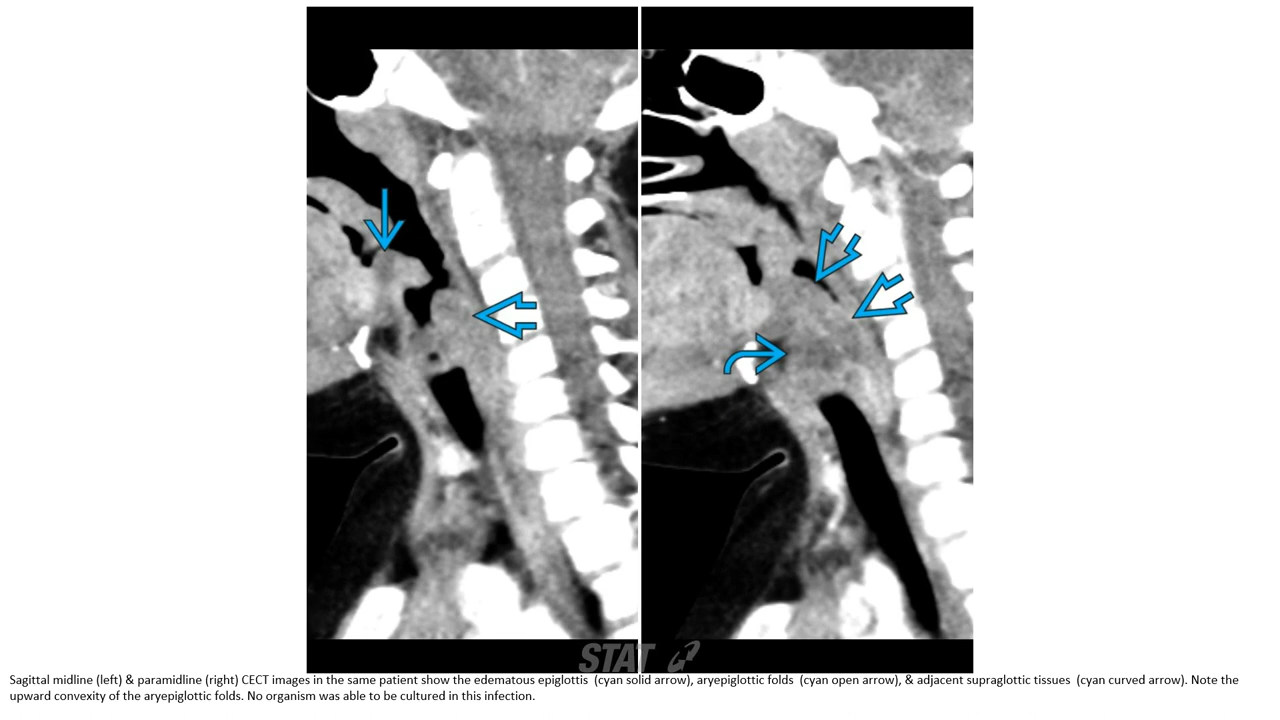 STAT
Sagittal midline (left) & paramidline (right) CECT images in the same patient show the edematous epiglottis (cyan solid arrow), aryepiglottic folds (cyan open arrow), & adjacent supraglottic tissues (cyan curved arrow). Note the
upward convexity of the aryepiglottic folds. No organism was able to be cultured in this infection.